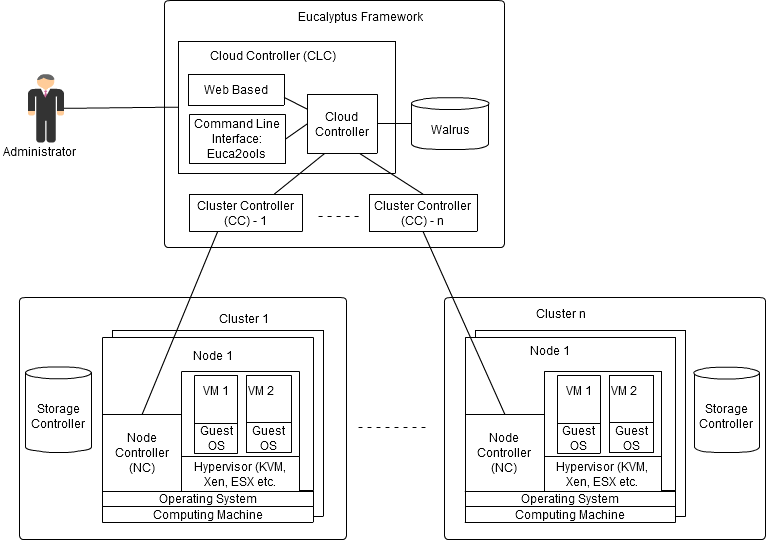 Eucalyptus Framework
Cloud Controller (CLC)
Web Based
Command Line
Interface:
Euca2ools
Cloud
Controller
Walrus
Administrator
Cluster Controller
(CC) - 1
Cluster Controller
(CC) - n
Cluster 1
Node 1
Storage
Controller
VM 1
VM 2
Guest
OS
Guest
OS
Node
Controller
(NC)
Hypervisor (KVM,
Xen, ESX etc.
Operating System
Computing Machine
Cluster n
Node 1
VM 1
VM 2
Guest
OS
Guest
OS
Node
Controller
(NC)
Hypervisor (KVM,
Xen, ESX etc.
Operating System
Computing Machine
Storage
Controller